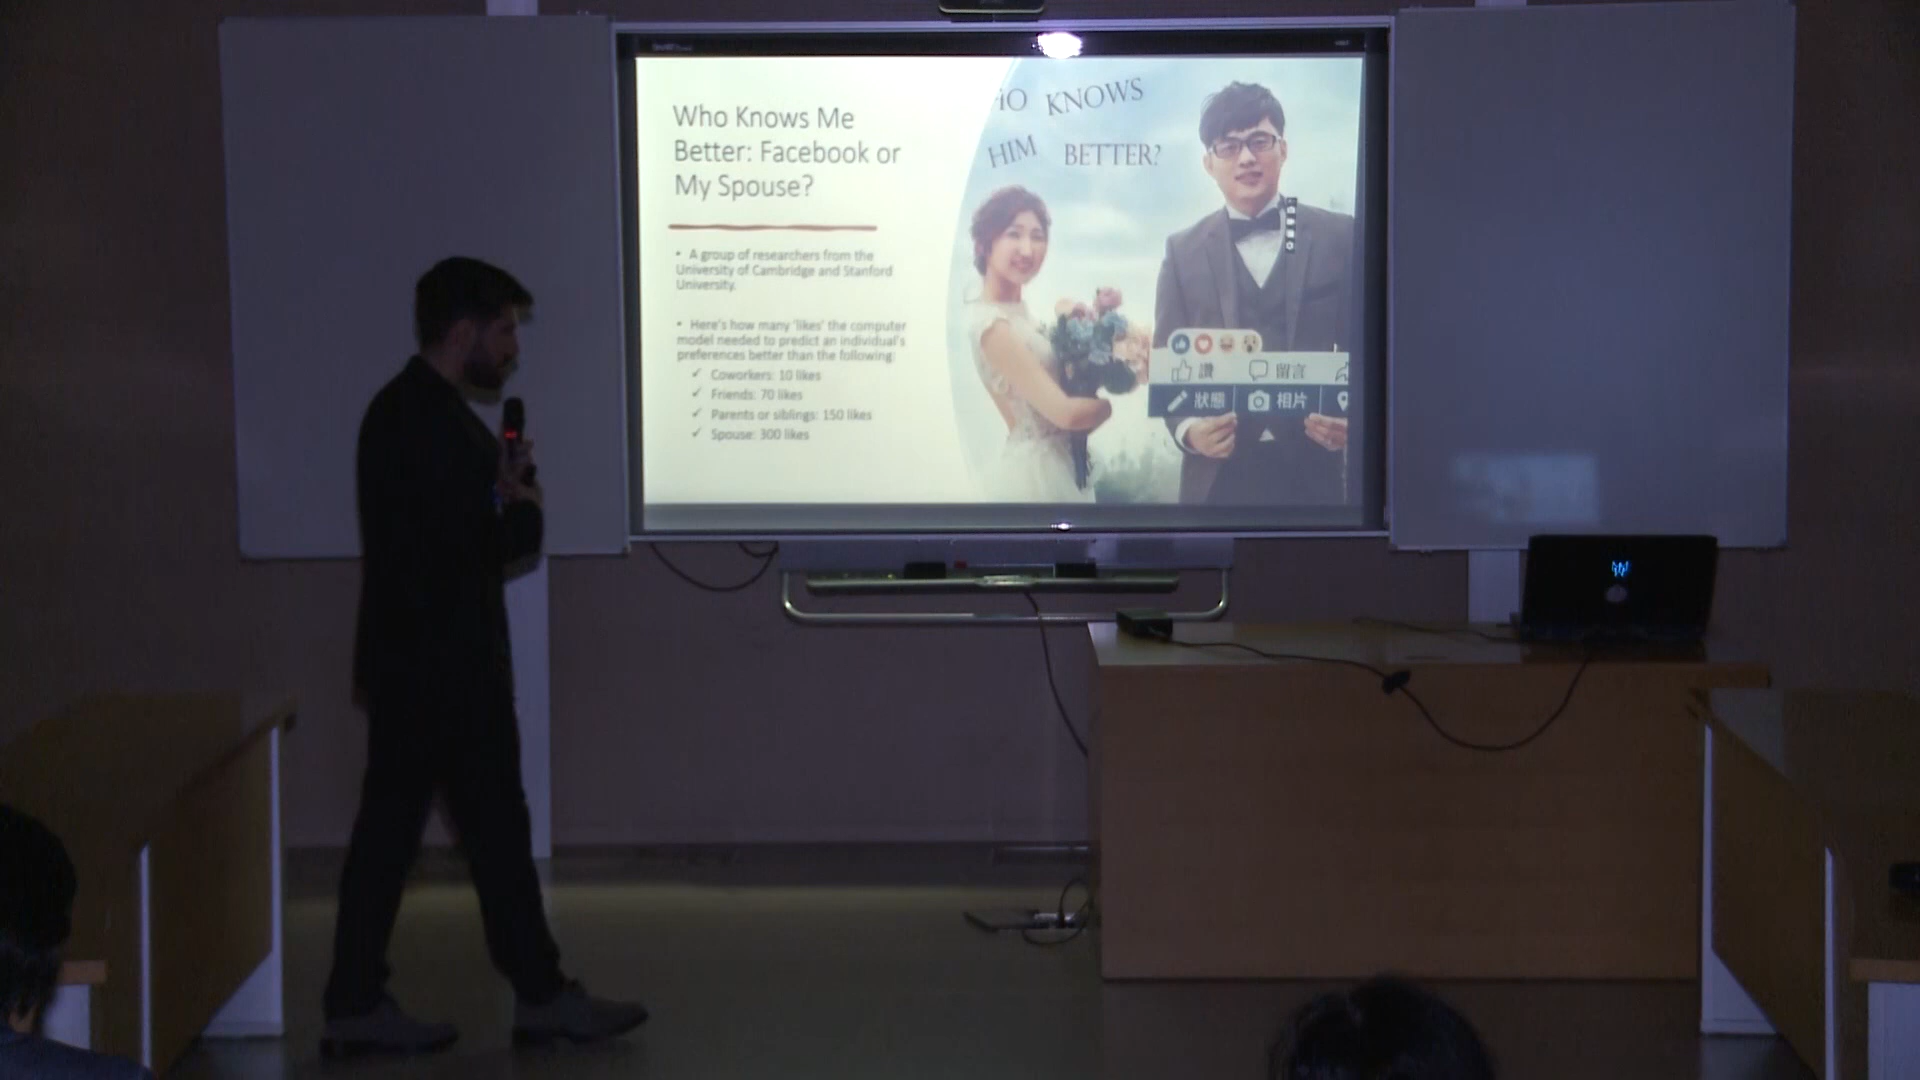 Who Knows Me
Better: Facebook or
My Spouse?
• A group of researchers from the
University of Cambridge and Stanford
University.
• Here's how many 'likes' the computer
model needed to predict an individual's
preferences better than the following:
✓ Coworkers: 10 likes
✓ Friends: 70 likes
✓ Parents or siblings: 150 likes
✓ Spouse: 300 likes
HO KNOWS
HIM BETTER?
讚 留言
狀態 相片